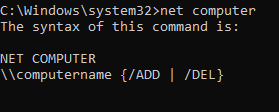 C:\Windows\system32>net computer
The syntax of this command is:
NET COMPUTER
\\computername {/ADD | /DEL}